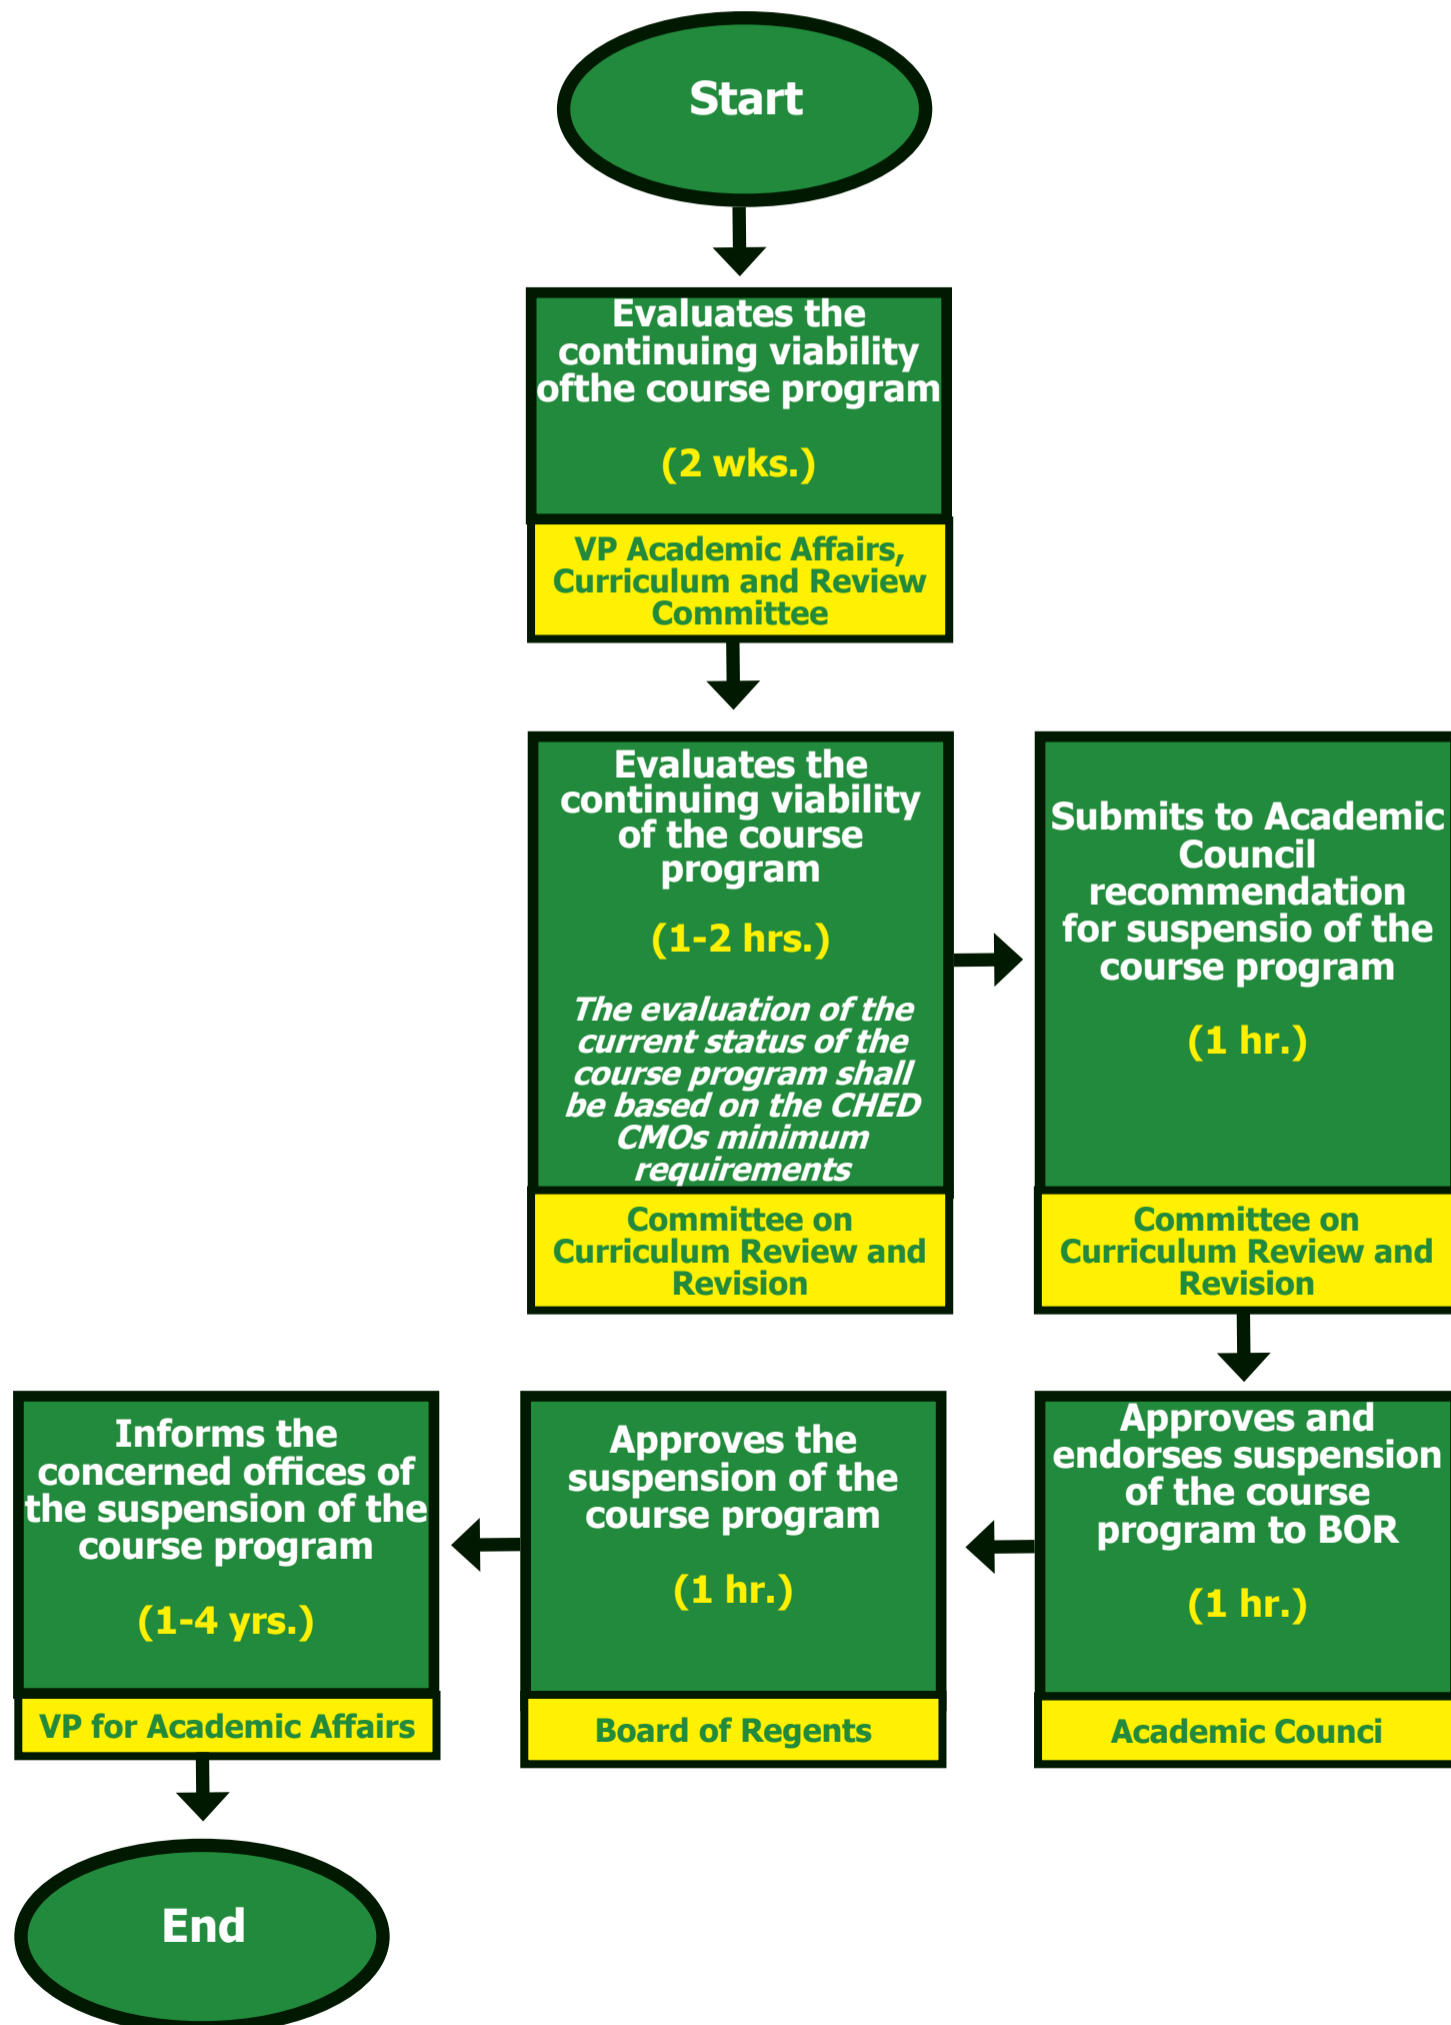 Start
Evaluates the
continuing viability
ofthe course program
(2 wks.)
VP Academic Affairs,
Curriculum and Review
Committee
Evaluates the
continuing viability
of the course
program
(1-2 hrs.)
The evaluation of the
current status of the
course program shall
be based on the CHED
CMOs minimum
requirements
Committee on
Curriculum Review and
Revision
Submits to Academic
Council
recommendation
for suspensio of the
course program
(1 hr.)
Committee on
Curriculum Review and
Revision
Approves and
endorses suspension
of the course
program to BOR
(1 hr.)
Academic Counci
Approves the
suspension of the
course program
(1 hr.)
Board of Regents
Informs the
concerned offices of
the suspension of the
course program
(1-4 yrs.)
VP for Academic Affairs
End